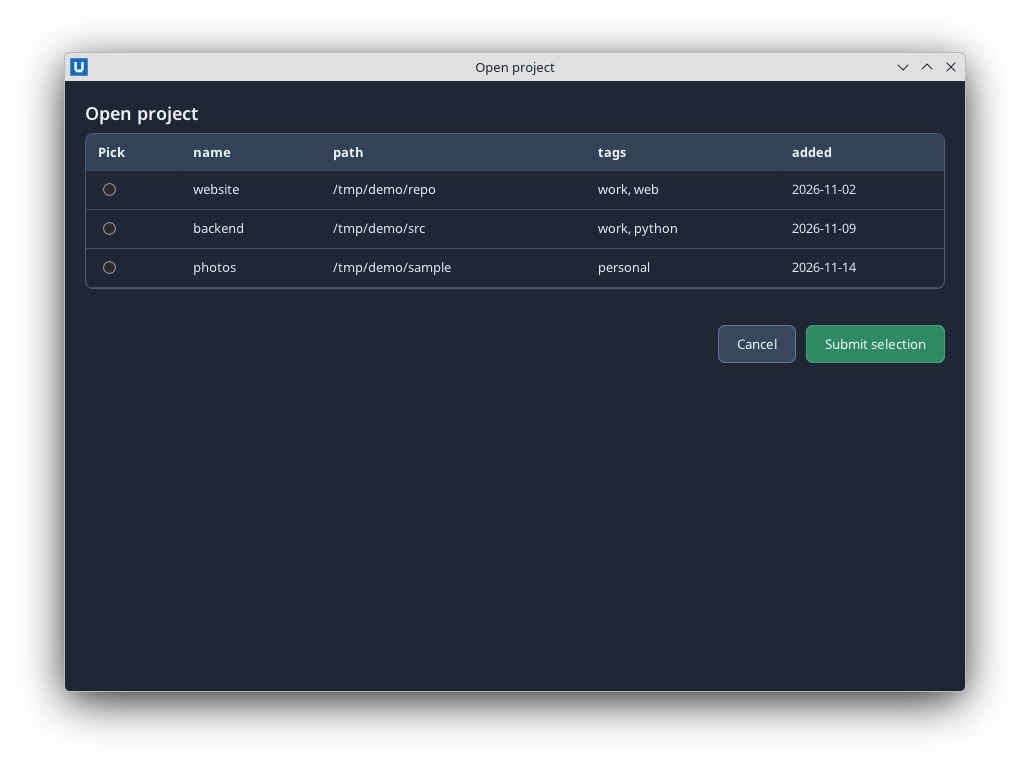 Open project
Open project
Pick name path tags added
website /tmp/demo/repo work, web 2026-11-02
backend /tmp/demo/src work, python 2026-11-09
photos /tmp/demo/sample personal 2026-11-14
Cancel Submit selection